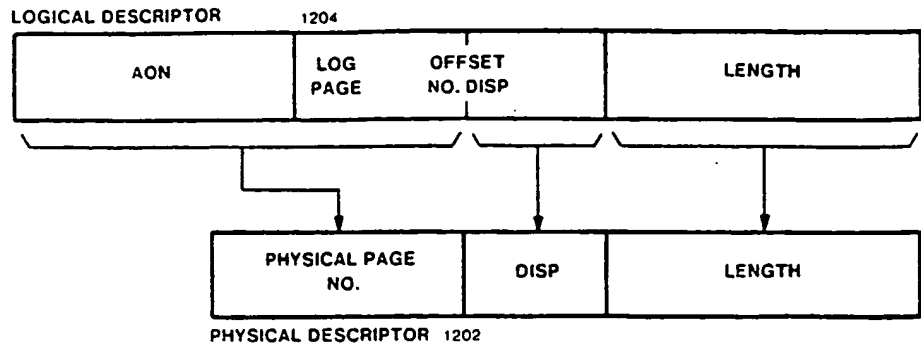 LOGICAL DESCRIPTOR 1204
AON
LOG PAGE
OFFSET NO. DISP
LENGTH
PHYSICAL PAGE NO.
DISP
LENGTH
PHYSICAL DESCRIPTOR 1202